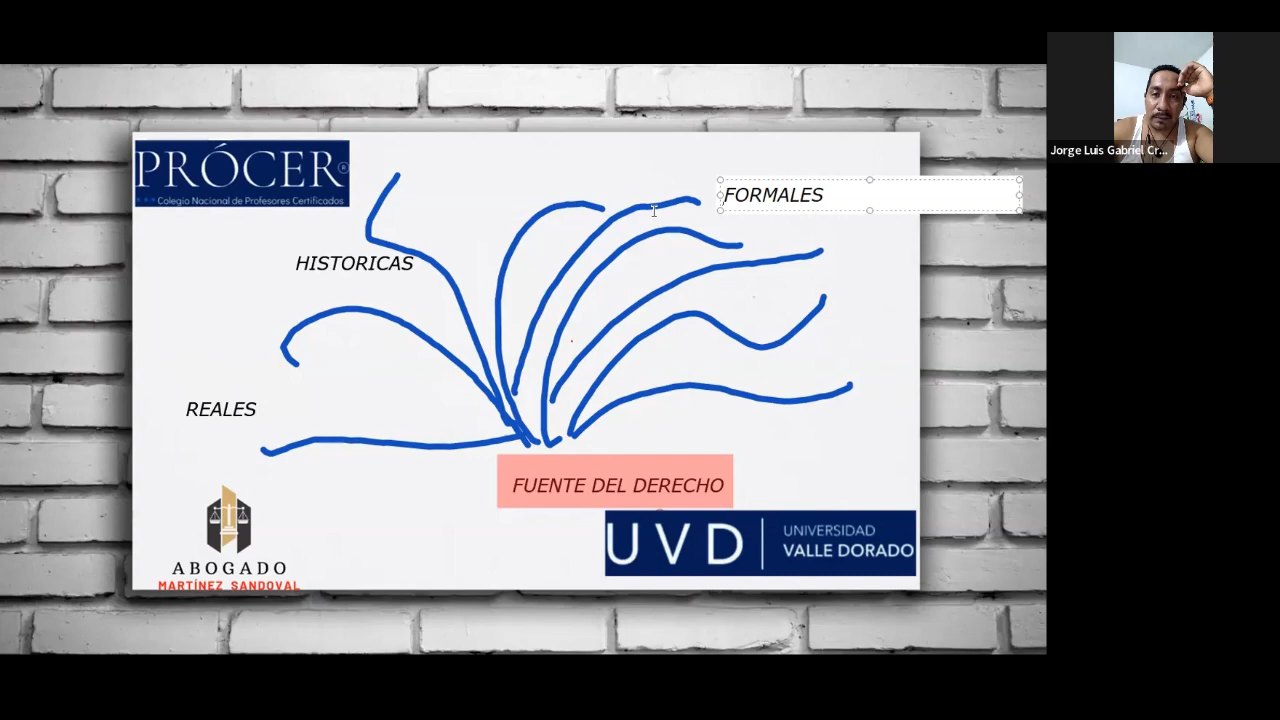 PRÓCER®
Colegio Nacional de Profesores Certificados
FORMALES
HISTORICAS
REALES
FUENTE DEL DERECHO
UVD
UNIVERSIDAD
VALLE DORADO
ABOGADO
MARTÍNEZ SANDOVAL
Jorge Luis Gabriel Cr...